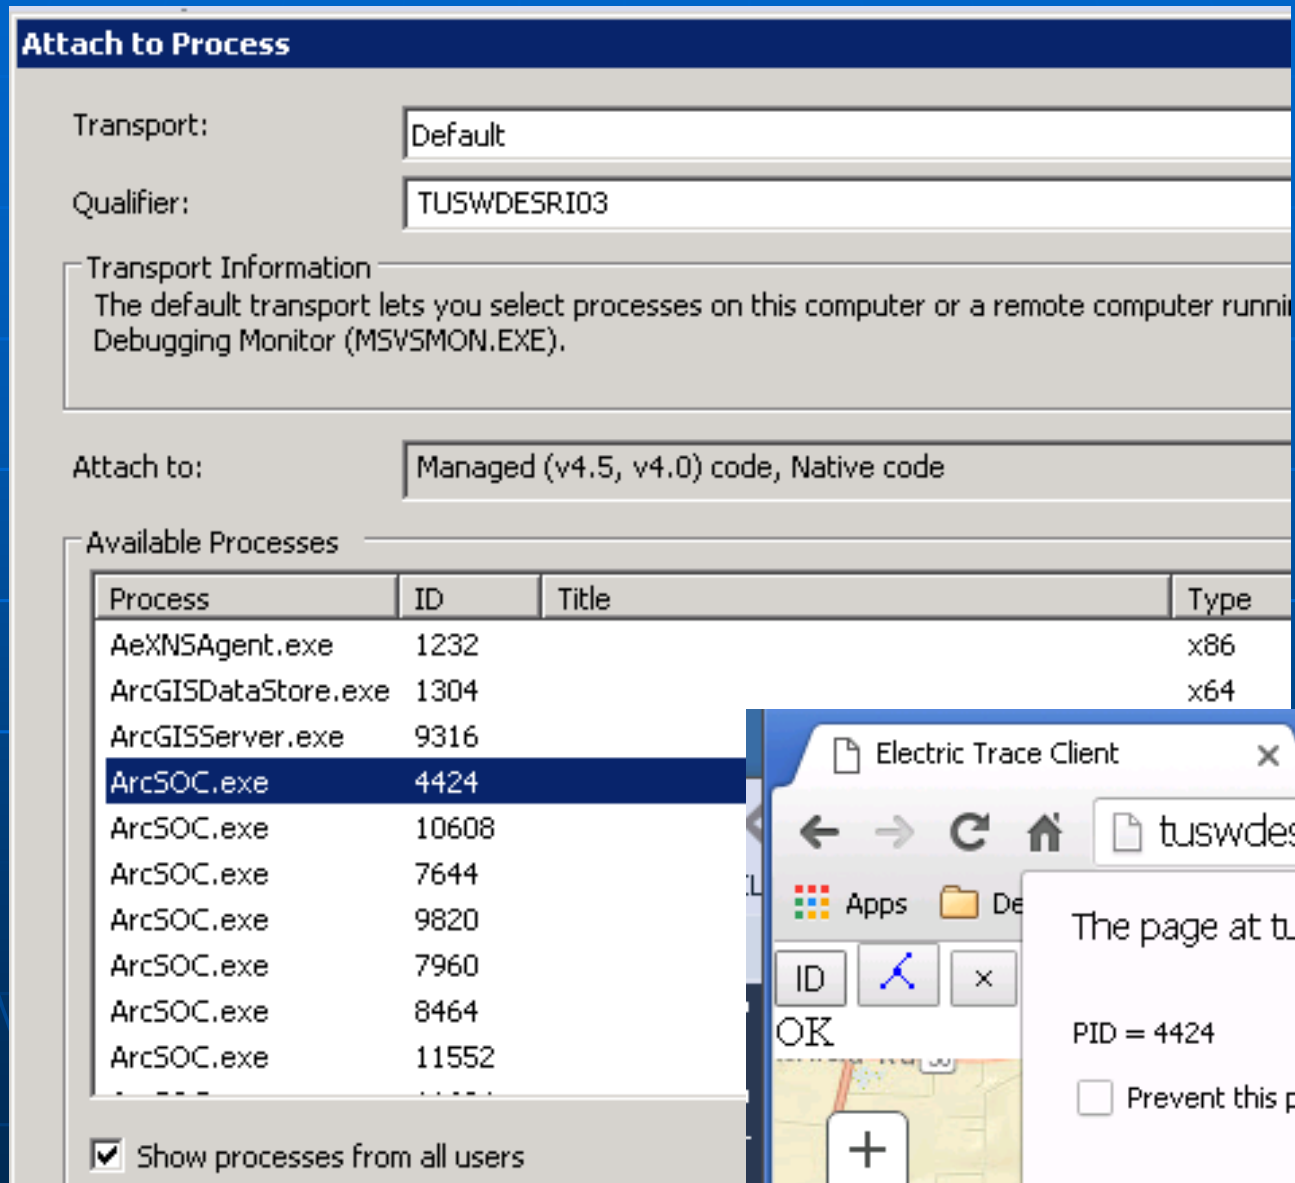 Attach to Process
Transport:
Default
Qualifier:
TUSWDESRI03
Transport Information
The default transport lets you select processes on this computer or a remote computer
Debugging Monitor (MSVSMON.EXE).
Attach to:
Managed (v4.5, v4.0) code, Native code
Available Processes
Process ID Title Type
AeXNSAgent.exe 1232 x86
ArcGISDataStore.exe 1304 x64
ArcGISServer.exe 9316
ArcSOC.exe 4424
ArcSOC.exe 10608
ArcSOC.exe 7644
ArcSOC.exe 9820
ArcSOC.exe 7960
ArcSOC.exe 8464
ArcSOC.exe 11552
Show processes from all users
Electric Trace Client
tuswdes
Apps De
The page at tu
ID
OK
PID = 4424
Prevent this p